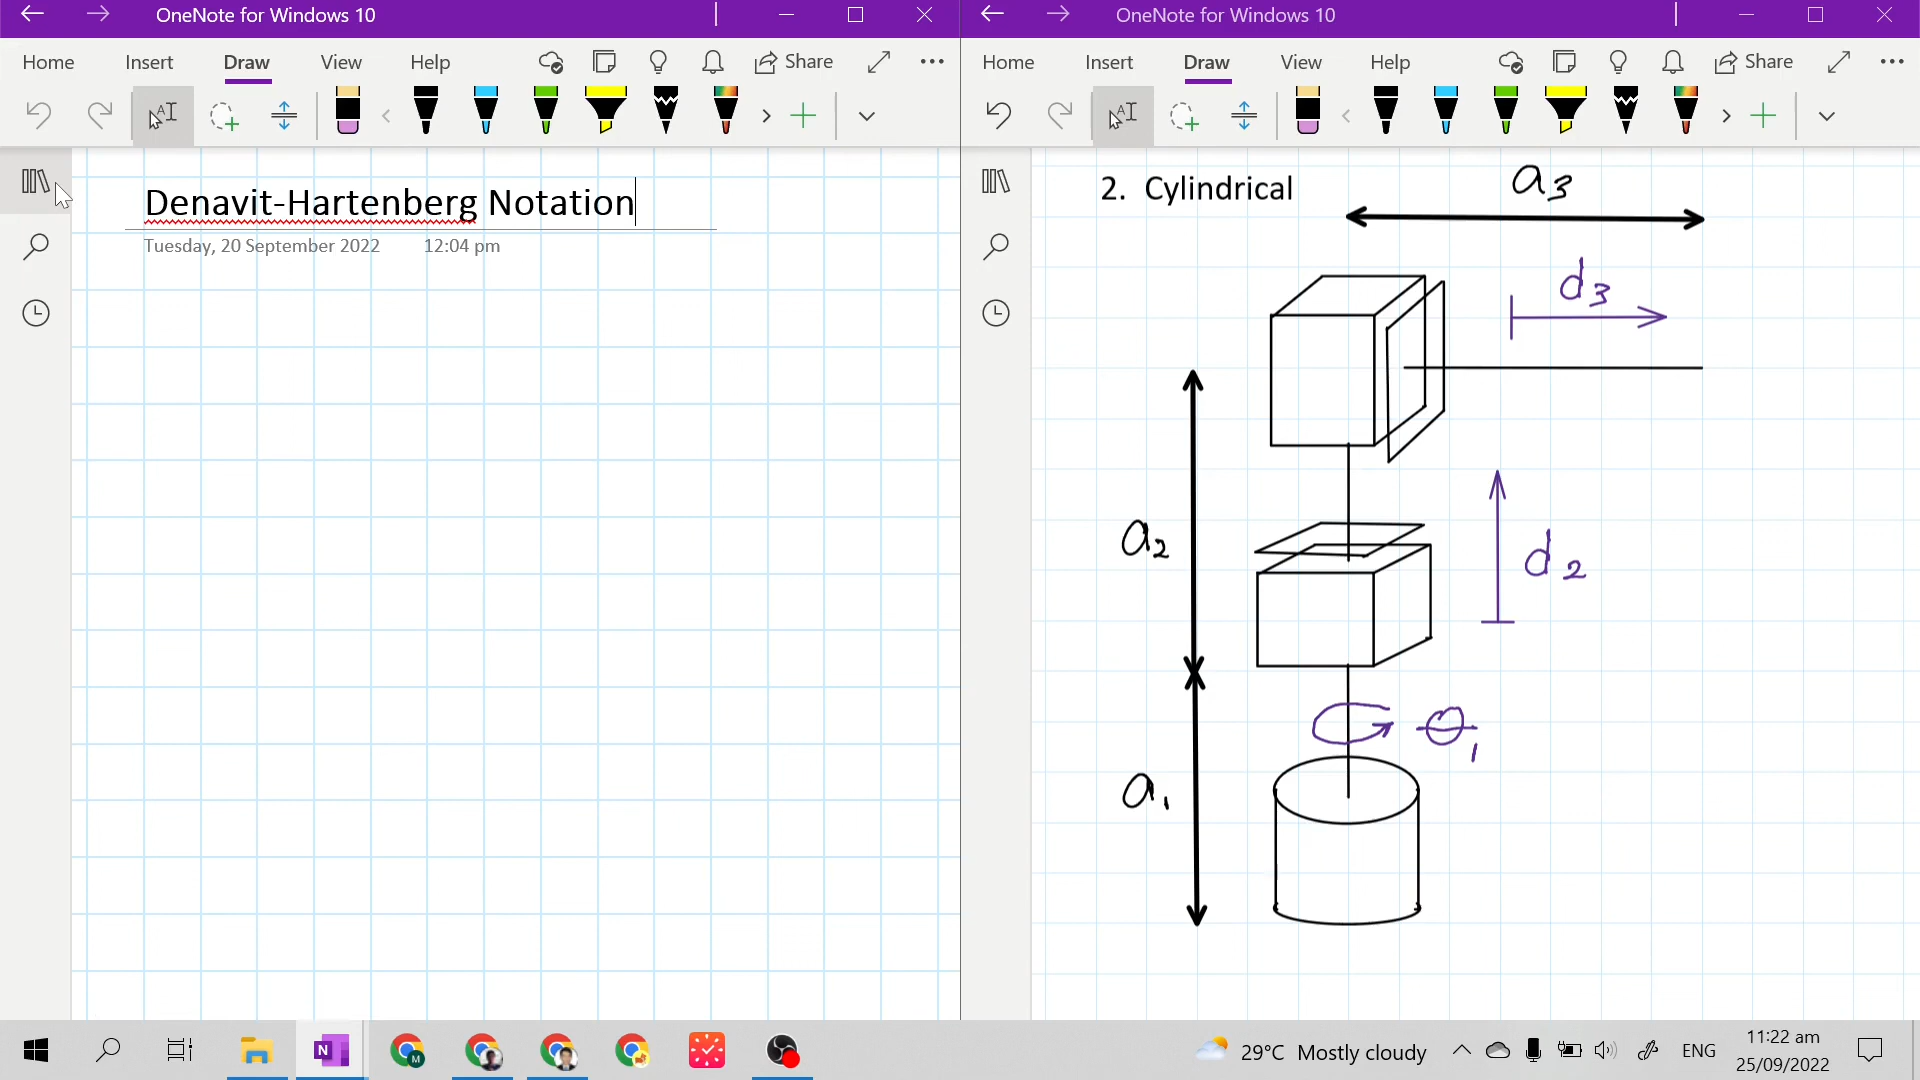 OneNote for Windows 10
Home Insert Draw View Help Share
Denavit-Hartenberg Notation
Tuesday, 20 September 2022 12:04 pm
OneNote for Windows 10
Home Insert Draw View Help Share
2. Cylindrical
a3
d3
a2
d2
θ1
a1
29°C Mostly cloudy
ENG
11:22 am
25/09/2022